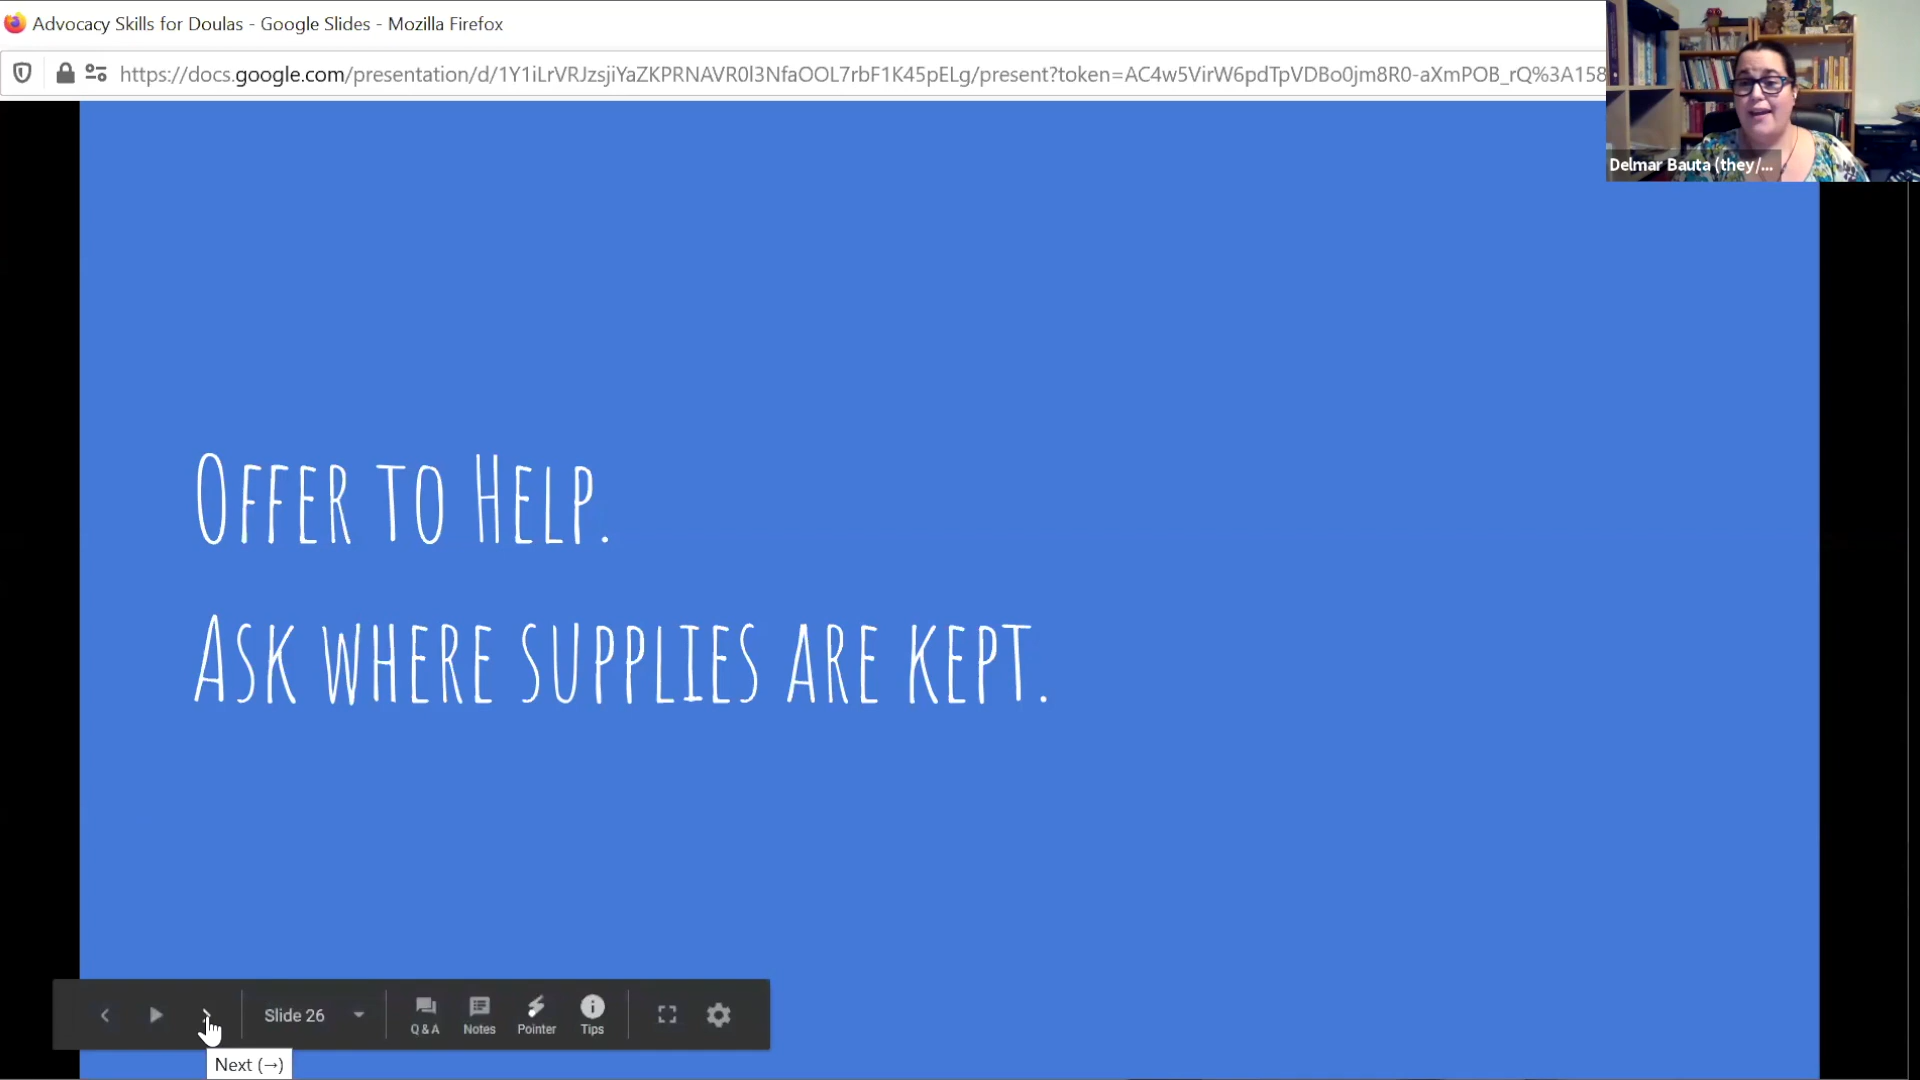 Advocacy Skills for Doulas - Google Slides - Mozilla Firefox
https://docs.google.com/presentation/d/1Y1iLrVRJzsjiYaZKPRNAVR0l3NfaOOL7rbF1K45pELg/present?token=AC4w5VirW6pdTpVDBo0jm8R0-aXmPOB_rQ%3A158
Delmar Bauta (they/...
OFFER TO HELP.
ASK WHERE SUPPLIES ARE KEPT.
Slide 26
Q & A
Notes
Pointer
Tips
Next (→)